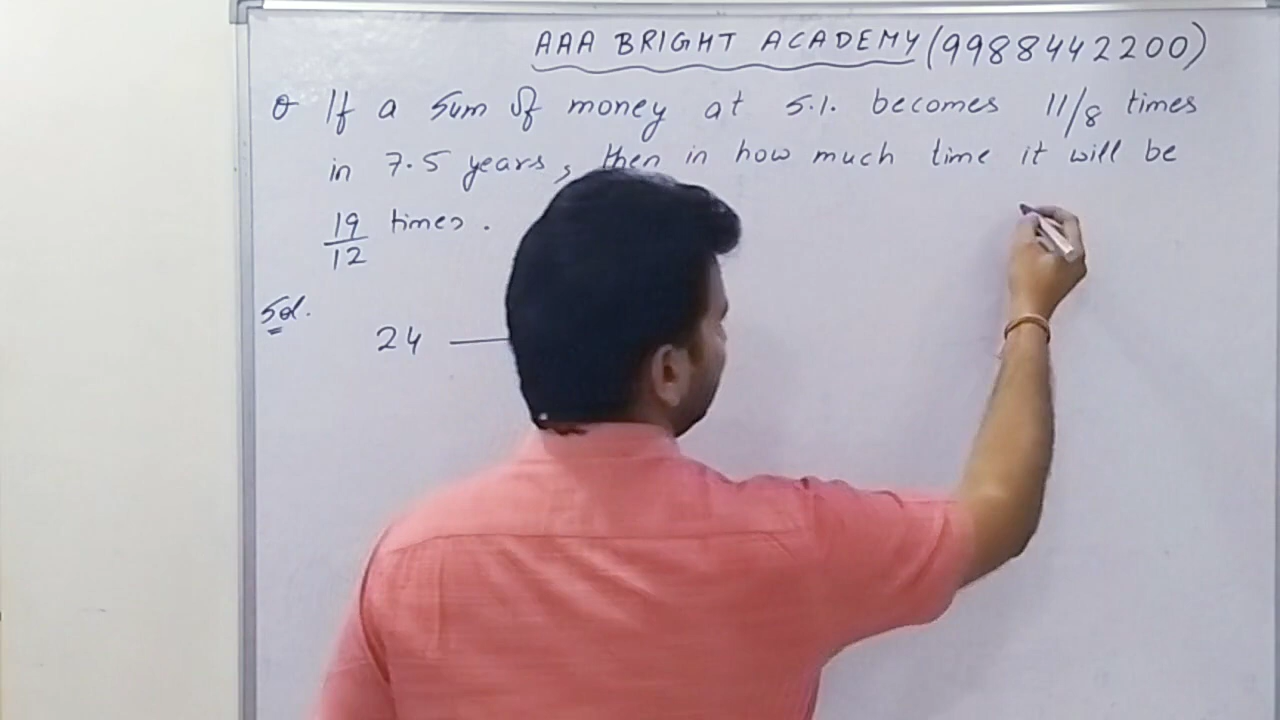 AAA BRIGHT ACADEMY (9988442200)
Q If a sum of money at S.I. becomes 11/8 times
in 7.5 years, then in how much time it will be
19/12 times.
Sol.
24 —